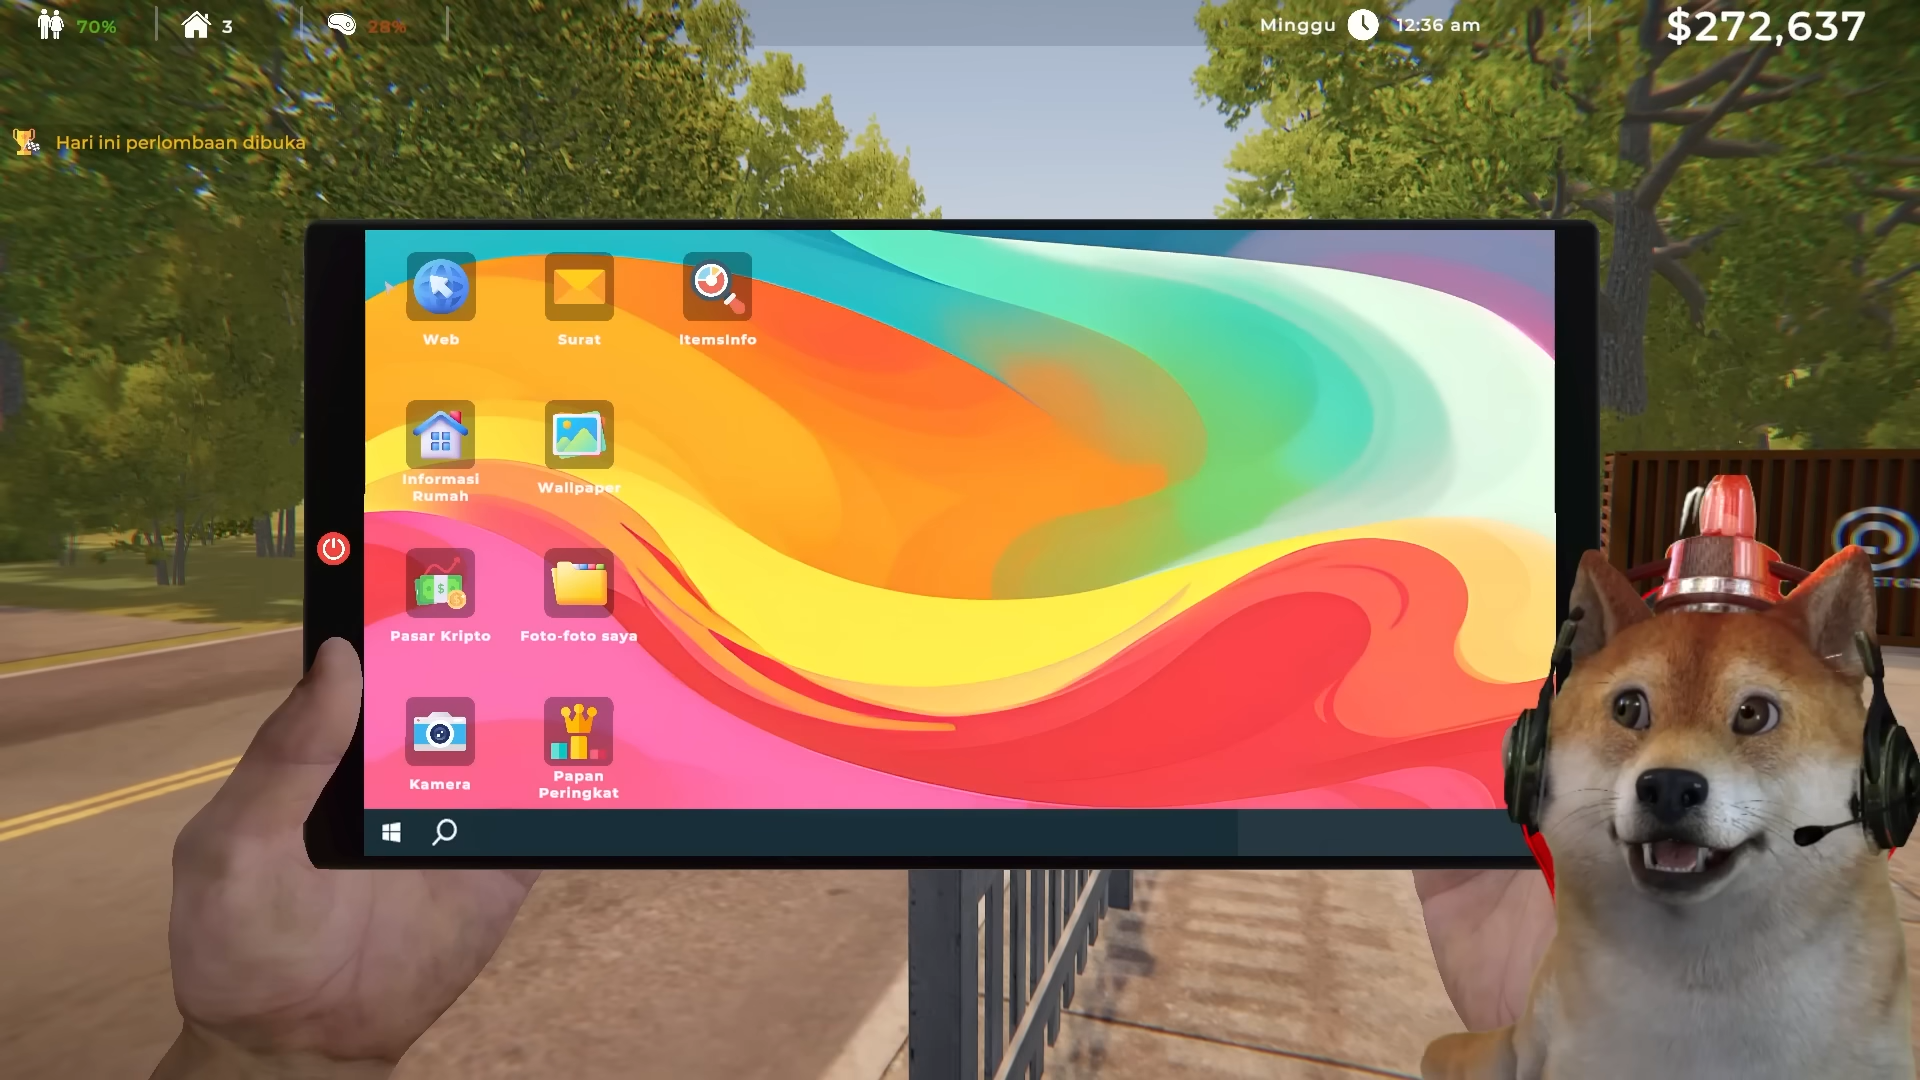 70%
3
28%
Minggu
12:36 am
$272,637
Hari ini perlombaan dibuka
Web
Surat
ItemsInfo
Informasi
Rumah
Wallpaper
Pasar Kripto
Foto-foto saya
Kamera
Papan
Peringkat